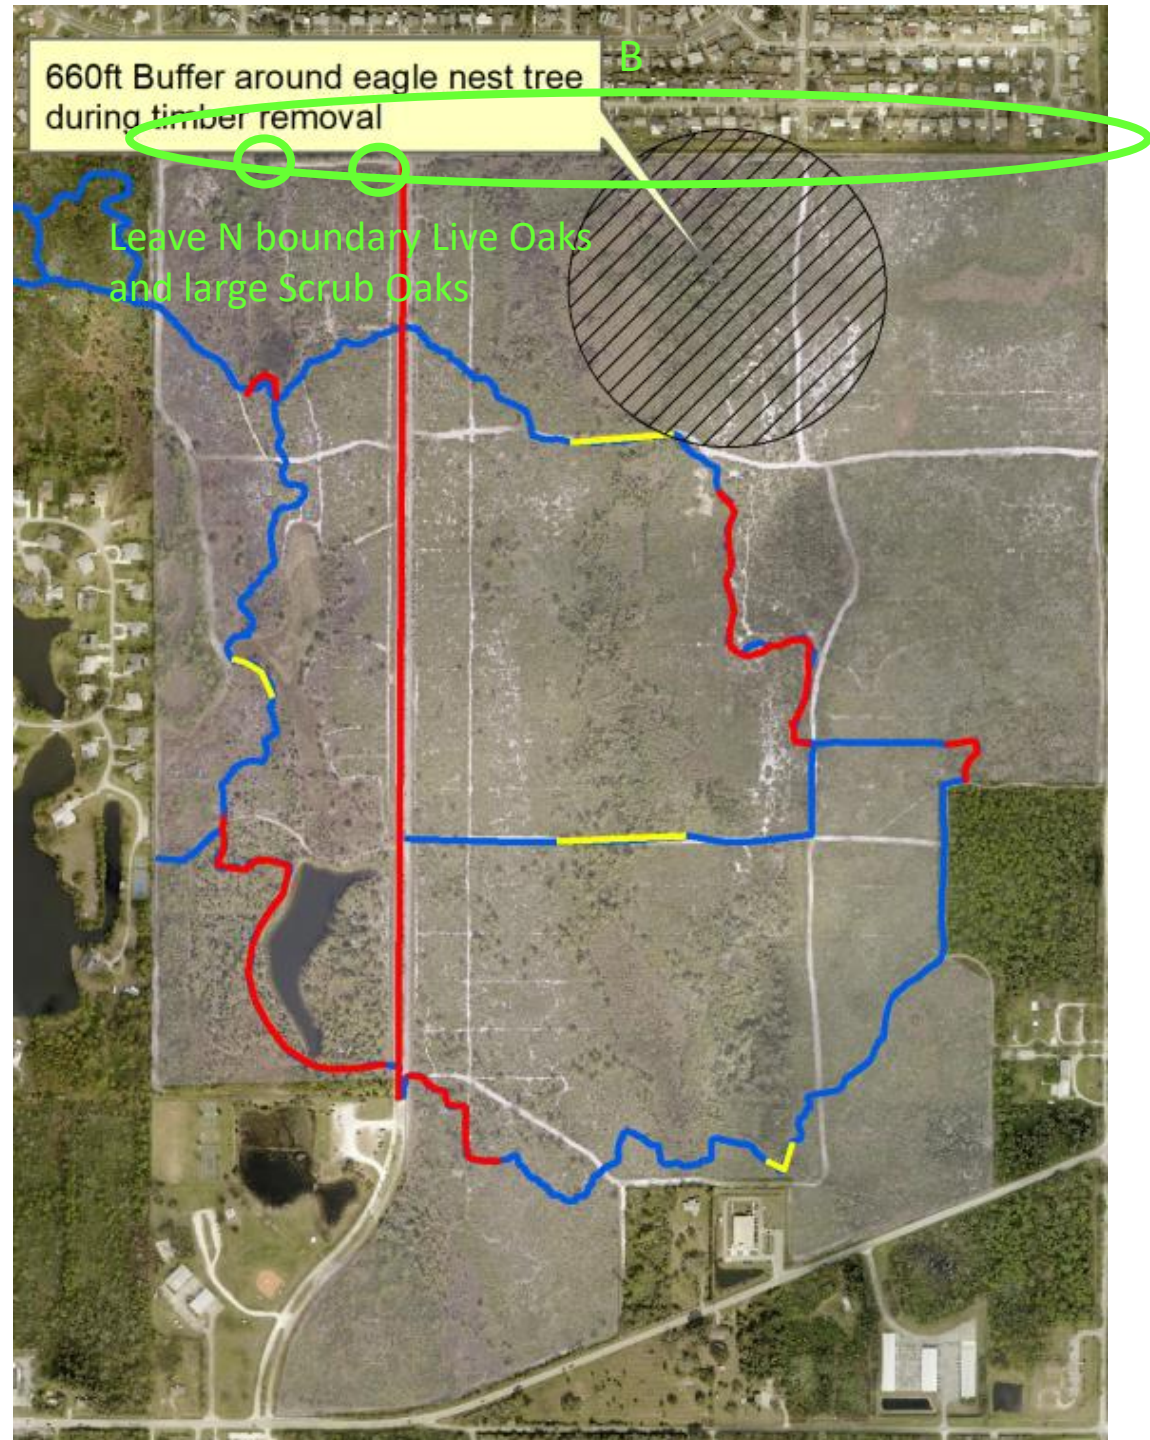 B
660ft Buffer around eagle nest tree
during timber removal
Leave N boundary Live Oaks
and large Scrub Oaks